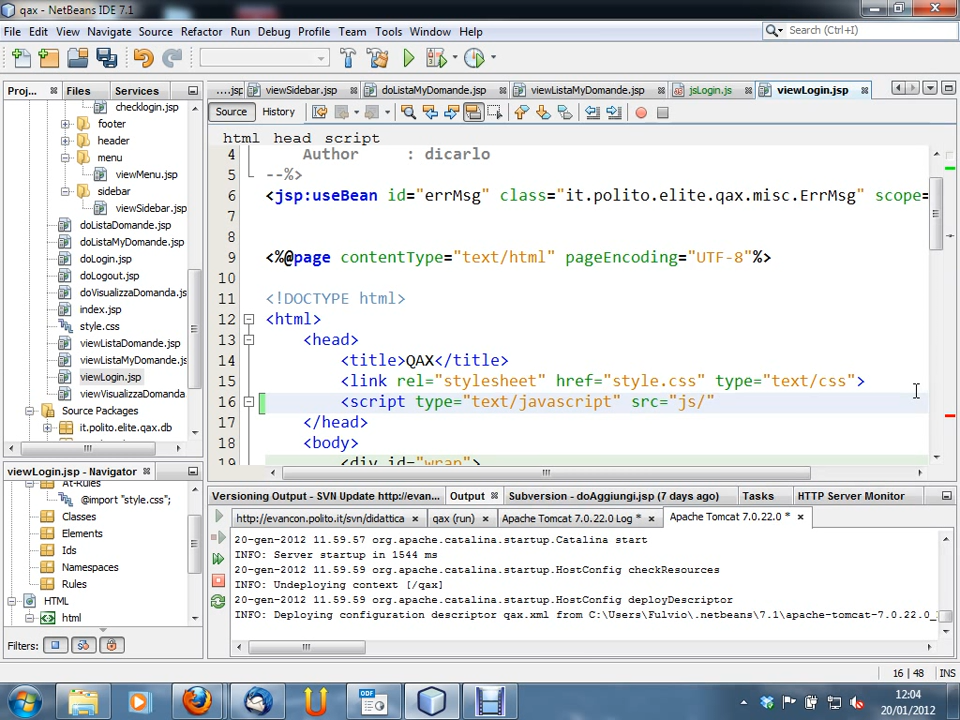 qax - NetBeans IDE 7.1
File Edit View Navigate Source Refactor Run Debug Profile Team Tools Window Help
Search (Ctrl+I)
Proj... Files Services
....jsp viewSidebar.jsp doListaMyDomande.jsp viewListaMyDomande.jsp jsLogin.js viewLogin.jsp
Source History
html head script
checklogin.jsp
footer
header
menu
viewMenu.jsp
sidebar
viewSidebar.jsp
doListaDomande.jsp
doListaMyDomande.jsp
doLogin.jsp
doLogout.jsp
doVisualizzaDomanda.js
index.jsp
style.css
viewListaDomande.jsp
viewListaMyDomande.js
viewLogin.jsp
viewVisualizzaDomanda
Source Packages
it.polito.elite.qax.db
4 Author : dicarlo
5 --%>
6 <jsp:useBean id="errMsg" class="it.polito.elite.qax.misc.ErrMsg" scope=
7
8
9 <%@page contentType="text/html" pageEncoding="UTF-8"%>
10
11 <!DOCTYPE html>
12 <html>
13 <head>
14 <title>QAX</title>
15 <link rel="stylesheet" href="style.css" type="text/css">
16 <script type="text/javascript" src="js/"
17 </head>
18 <body>
19 <div id="wrap">
viewLogin.jsp - Navigator
At-Rules
@import "style.css";
Classes
Elements
Ids
Namespaces
Rules
HTML
html
Filters:
Versioning Output - SVN Update http://evan... Output Subversion - doAggiungi.jsp (7 days ago) Tasks HTTP Server Monitor
http://evancon.polito.it/svn/didattica qax (run) Apache Tomcat 7.0.22.0 Log * Apache Tomcat 7.0.22.0 *
20-gen-2012 11.59.57 org.apache.catalina.startup.Catalina start
INFO: Server startup in 1544 ms
20-gen-2012 11.59.59 org.apache.catalina.startup.HostConfig checkResources
INFO: Undeploying context [/qax]
20-gen-2012 11.59.59 org.apache.catalina.startup.HostConfig deployDescriptor
INFO: Deploying configuration descriptor qax.xml from C:\Users\Fulvio\.netbeans\7.1\apache-tomcat-7.0.22.0_
16 | 48 INS
ODF
12:04
20/01/2012